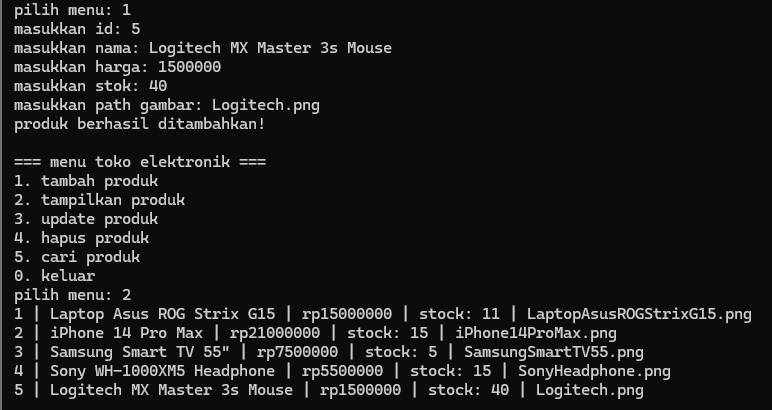 pilih menu: 1
masukkan id: 5
masukkan nama: Logitech MX Master 3s Mouse
masukkan harga: 1500000
masukkan stok: 40
masukkan path gambar: Logitech.png
produk berhasil ditambahkan!
=== menu toko elektronik ===
1. tambah produk
2. tampilkan produk
3. update produk
4. hapus produk
5. cari produk
0. keluar
pilih menu: 2
1 | Laptop Asus ROG Strix G15 | rp15000000 | stock: 11 | LaptopAsusROGStrixG15.png
2 | iPhone 14 Pro Max | rp21000000 | stock: 15 | iPhone14ProMax.png
3 | Samsung Smart TV 55" | rp7500000 | stock: 5 | SamsungSmartTV55.png
4 | Sony WH-1000XM5 Headphone | rp5500000 | stock: 15 | SonyHeadphone.png
5 | Logitech MX Master 3s Mouse | rp1500000 | stock: 40 | Logitech.png